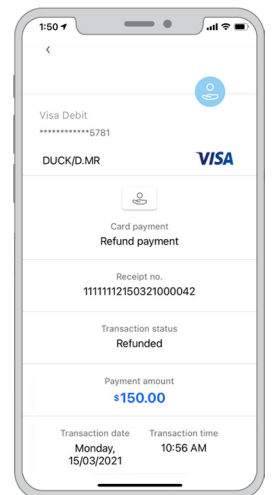 1:50
Visa Debit
************5781
DUCK/D.MR
VISA
Card payment
Refund payment
Receipt no.
11111112150321000042
Transaction status
Refunded
Payment amount
$150.00
Transaction date
Transaction time
Monday,
15/03/2021
10:56 AM